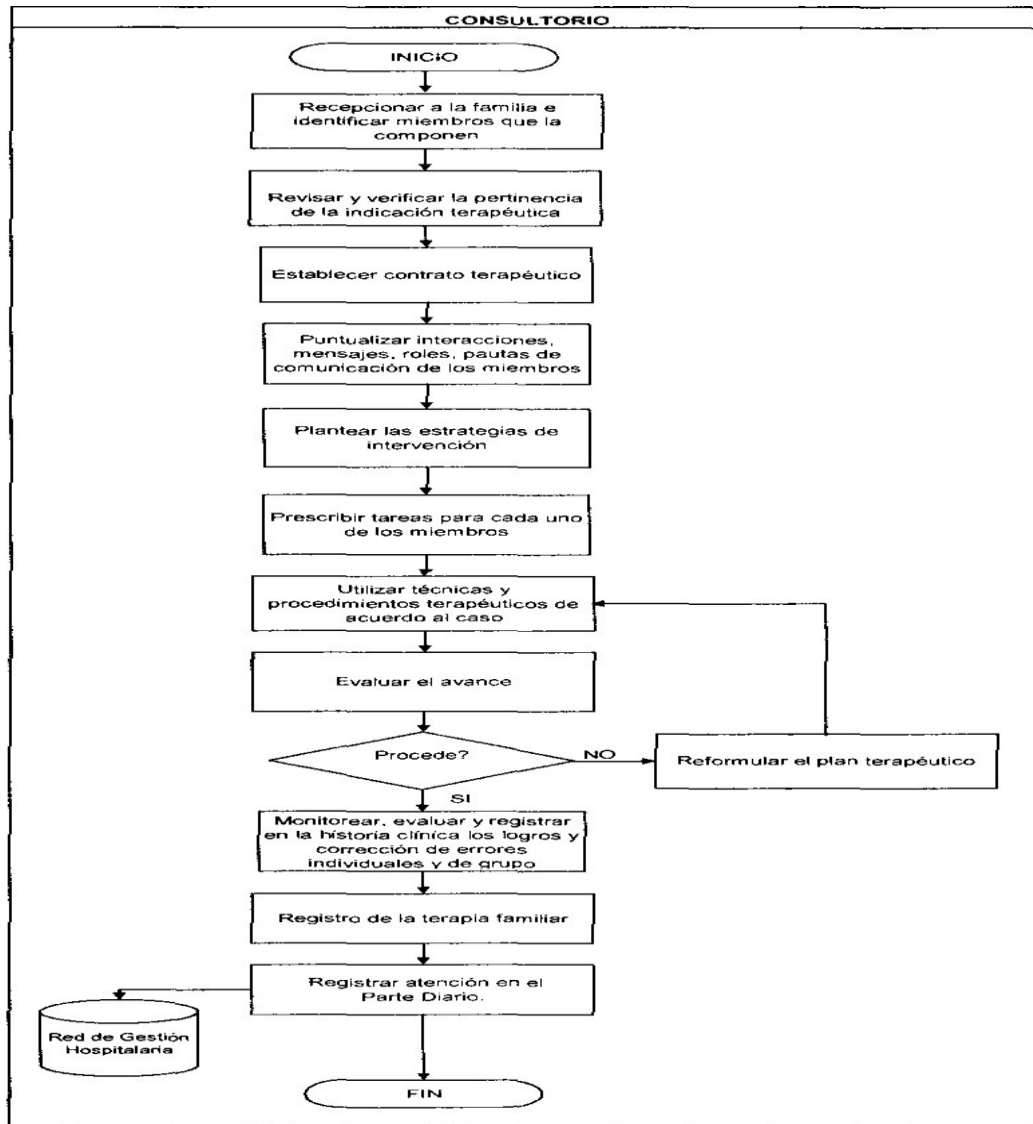 CONSULTORIO
INICIO
Recepcionar a la familia e
identificar miembros que la
componen
Revisar y verificar la pertinencia
de la indicación terapéutica
Establecer contrato terapéutico
Puntualizar interacciones,
mensajes, roles, pautas de
comunicación de los miembros
Plantear las estrategias de
intervención
Prescribir tareas para cada uno
de los miembros
Utilizar técnicas y
procedimientos terapéuticos de
acuerdo al caso
Evaluar el avance
Procede?
NO
Reformular el plan terapéutico
SI
Monitorear, evaluar y registrar
en la historia clínica los logros y
corrección de errores
individuales y de grupo
Registro de la terapia familiar
Registrar atención en el
Parte Diario.
Red de Gestión
Hospitalaria
FIN